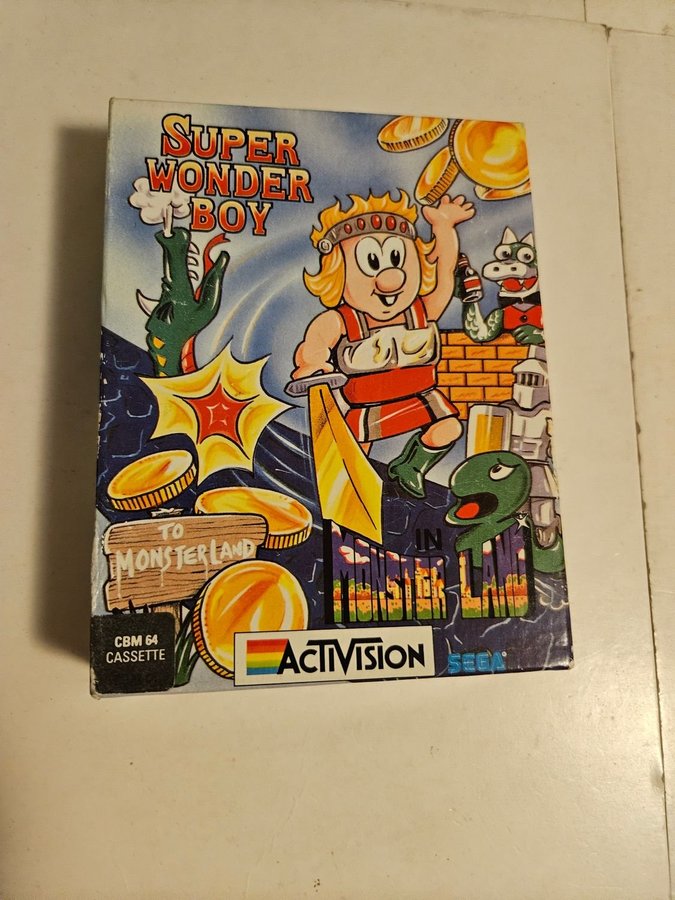 SUPER
WONDER
BOY
IN
MONSTER LAND
TO
MONSTERLAND
CBM 64
CASSETTE
ACTIVISION
SEGA